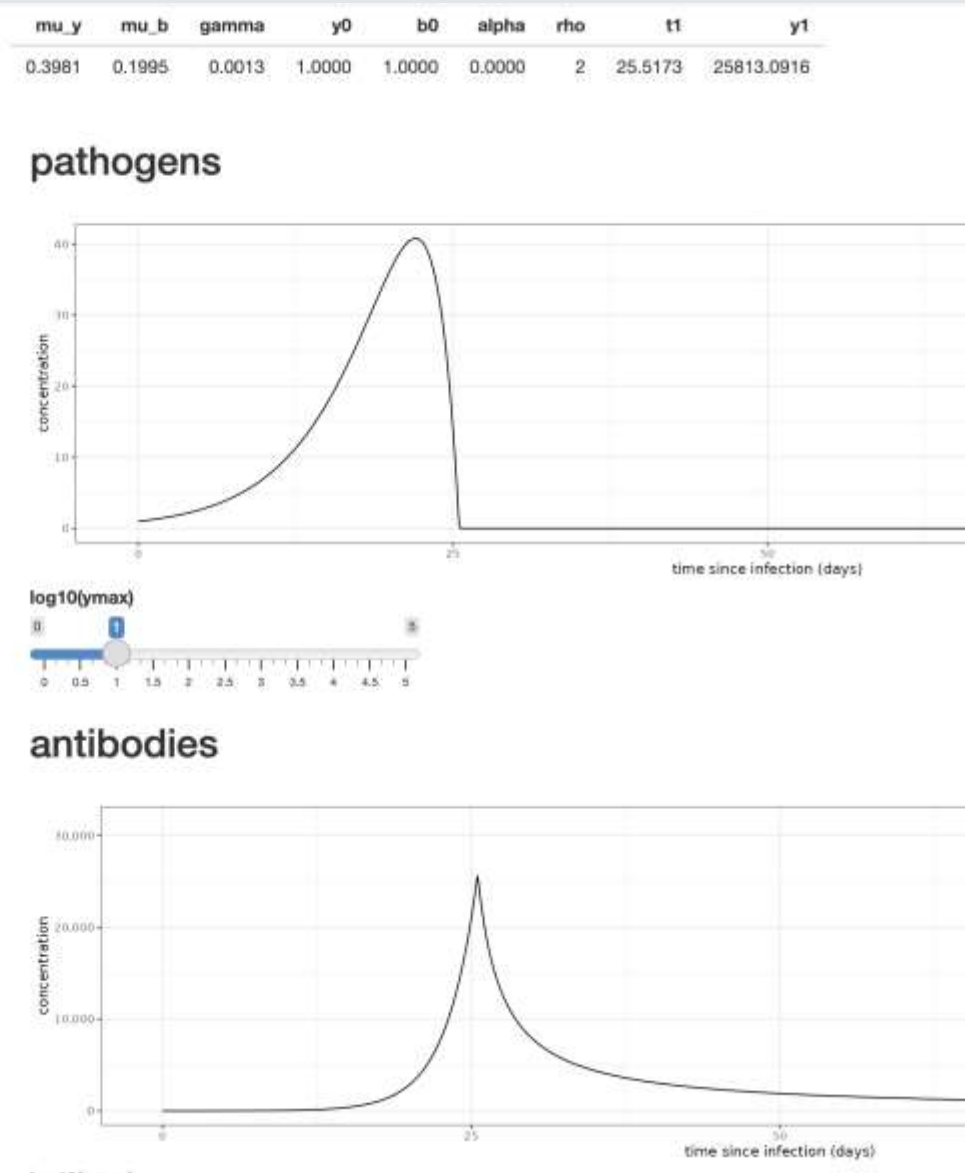 mu_y mu_b gamma y0 b0 alpha rho t1 y1
0.3981 0.1995 0.0013 1.0000 1.0000 0.0000 2 25.5173 25813.0916
pathogens
40
30
20
10
0
concentration
0 25 50
time since infection (days)
log10(ymax)
0 1 5
0 0.5 1 1.5 2 2.5 3 3.5 4 4.5 5
antibodies
30,000
20,000
10,000
0
concentration
0 25 50
time since infection (days)